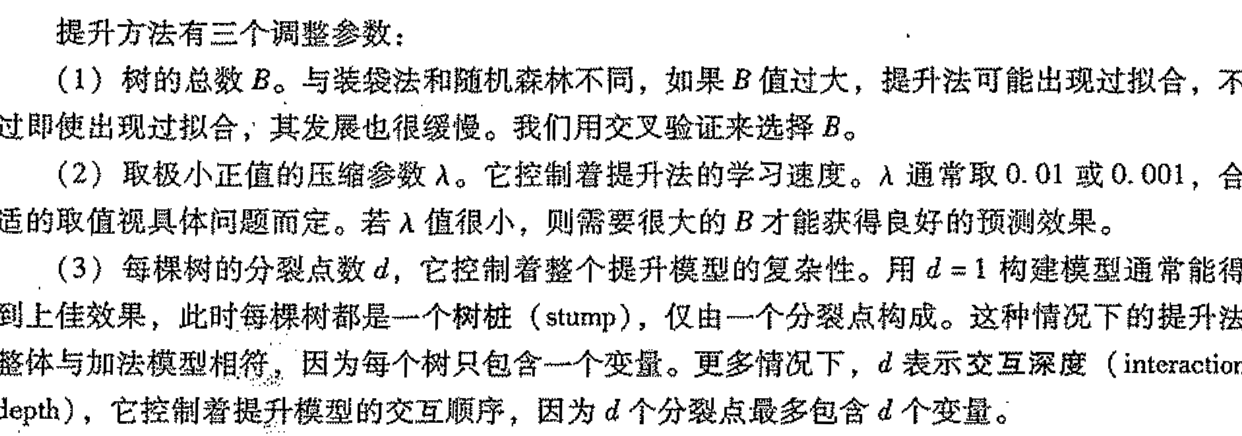 提升方法有三个调整参数：
（1）树的总数 B。与装袋法和随机森林不同，如果 B 值过大，提升法可能出现过拟合，不
过即使出现过拟合，其发展也很缓慢。我们用交叉验证来选择 B。
（2）取极小正值的压缩参数 λ。它控制着提升法的学习速度。λ 通常取 0.01 或 0.001，合
适的取值视具体问题而定。若 λ 值很小，则需要很大的 B 才能获得良好的预测效果。
（3）每棵树的分裂点数 d，它控制着整个提升模型的复杂性。用 d = 1 构建模型通常能得
到上佳效果，此时每棵树都是一个树桩（stump），仅由一个分裂点构成。这种情况下的提升法
整体与加法模型相符，因为每个树只包含一个变量。更多情况下，d 表示交互深度（interaction
depth），它控制着提升模型的交互顺序，因为 d 个分裂点最多包含 d 个变量。